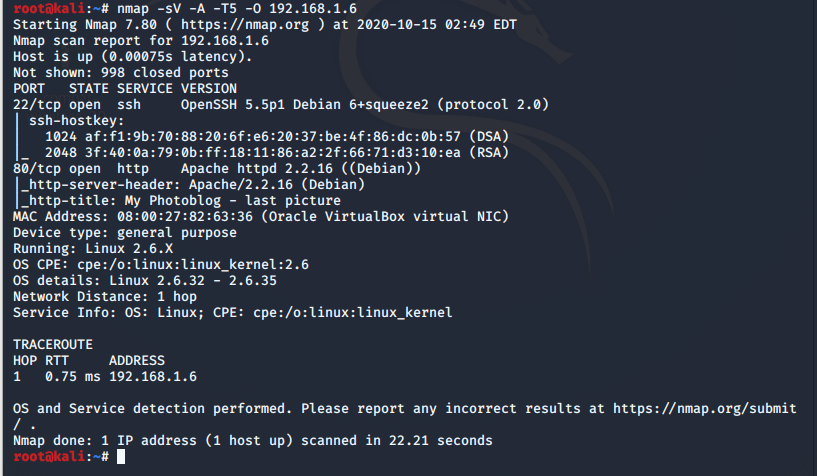 root@kali:~# nmap -sV -A -T5 -O 192.168.1.6
Starting Nmap 7.80 ( https://nmap.org ) at 2020-10-15 02:49 EDT
Nmap scan report for 192.168.1.6
Host is up (0.00075s latency).
Not shown: 998 closed ports
PORT   STATE SERVICE VERSION
22/tcp open  ssh     OpenSSH 5.5p1 Debian 6+squeeze2 (protocol 2.0)
| ssh-hostkey:
|   1024 af:f1:9b:70:88:20:6f:e6:20:37:be:4f:86:dc:0b:57 (DSA)
|_  2048 3f:40:0a:79:0b:ff:18:11:86:a2:2f:66:71:d3:10:ea (RSA)
80/tcp open  http    Apache httpd 2.2.16 ((Debian))
|_http-server-header: Apache/2.2.16 (Debian)
|_http-title: My Photoblog - last picture
MAC Address: 08:00:27:82:63:36 (Oracle VirtualBox virtual NIC)
Device type: general purpose
Running: Linux 2.6.X
OS CPE: cpe:/o:linux:linux_kernel:2.6
OS details: Linux 2.6.32 - 2.6.35
Network Distance: 1 hop
Service Info: OS: Linux; CPE: cpe:/o:linux:linux_kernel

TRACEROUTE
HOP RTT     ADDRESS
1   0.75 ms 192.168.1.6

OS and Service detection performed. Please report any incorrect results at https://nmap.org/submit
/ .
Nmap done: 1 IP address (1 host up) scanned in 22.21 seconds
root@kali:~#